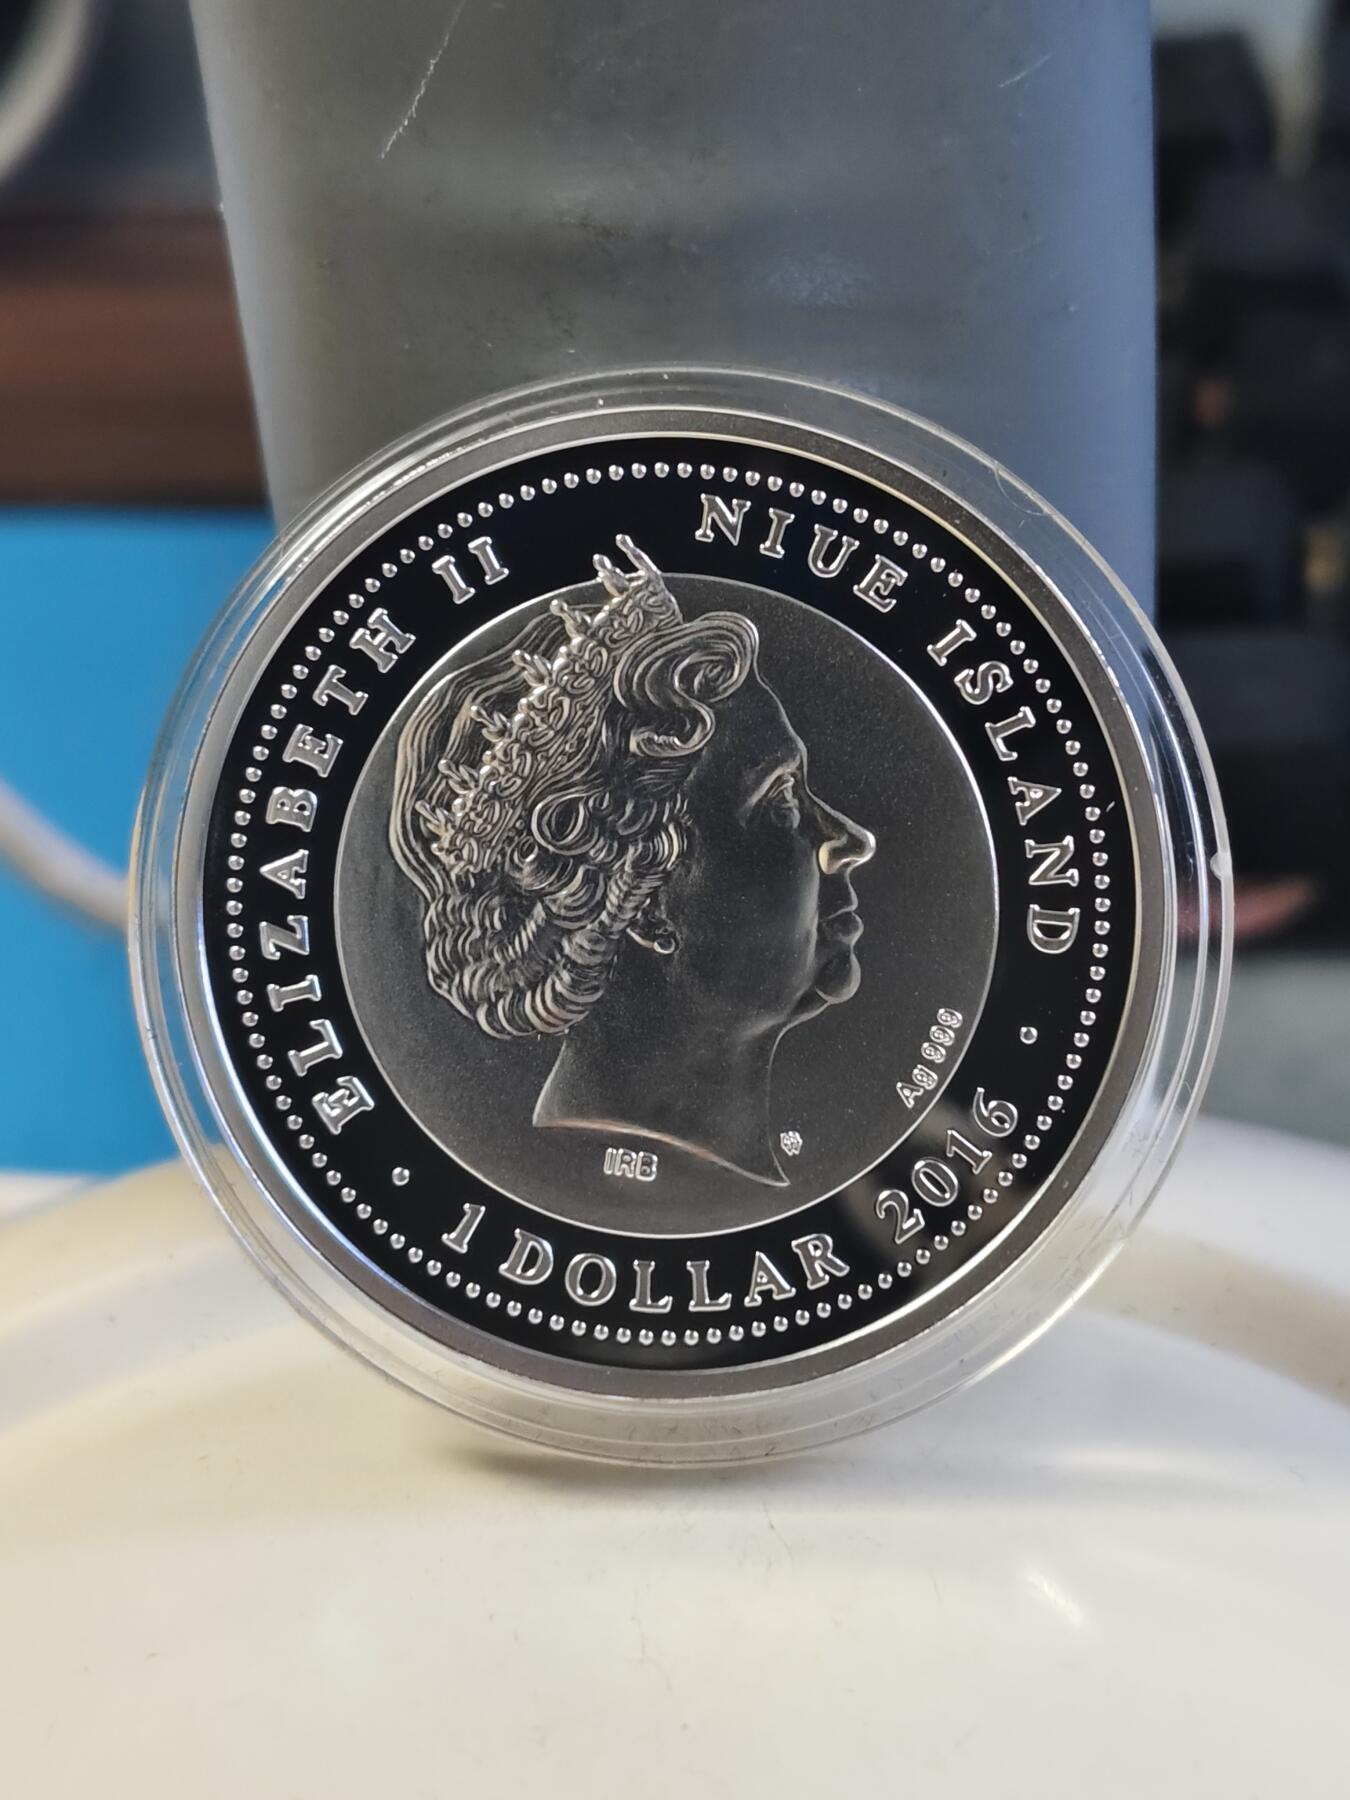 ELIZABETH II
NIUE ISLAND
1 DOLLAR 2016
Ag 999
IRB